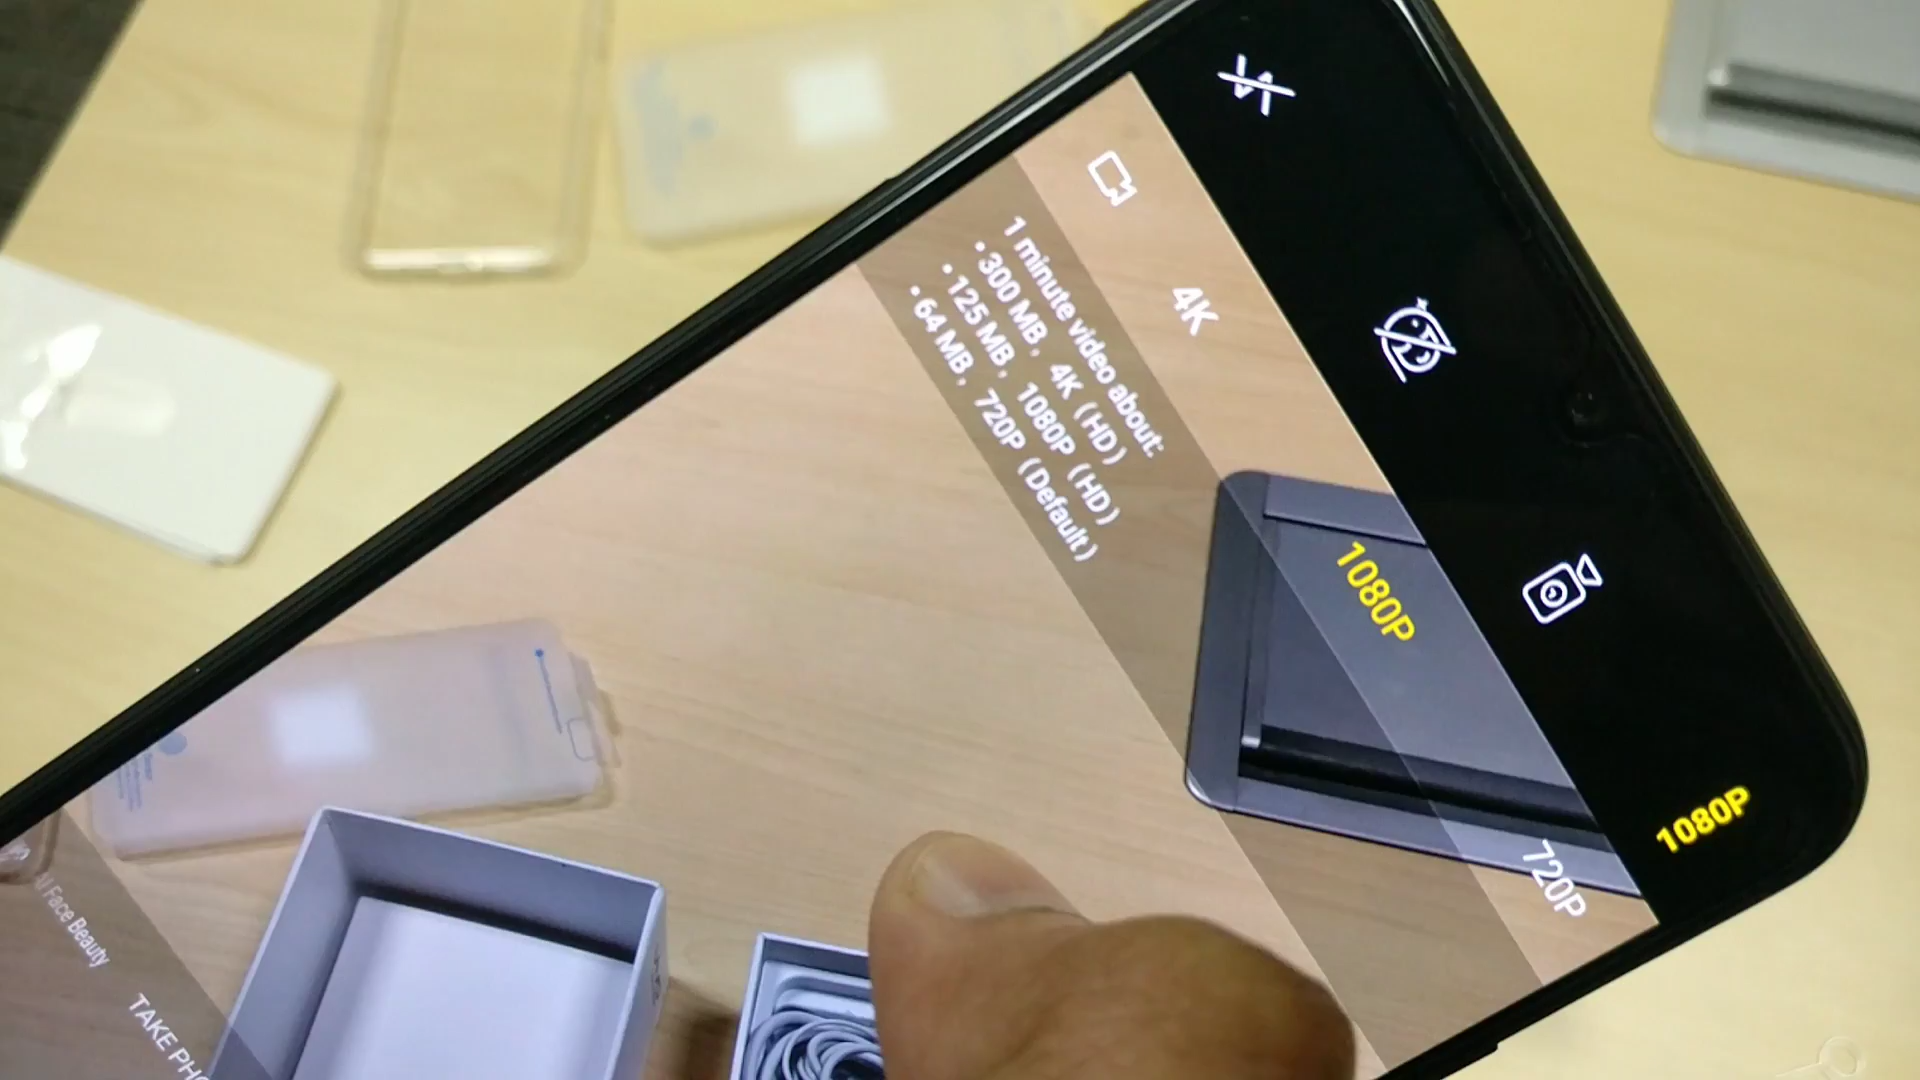 4K
1080P
720P
1080P
1 minute video about:
• 300 MB, 4K (HD)
• 125 MB, 1080P (HD)
• 64 MB, 720P (Default)
Face Beauty
TAKE